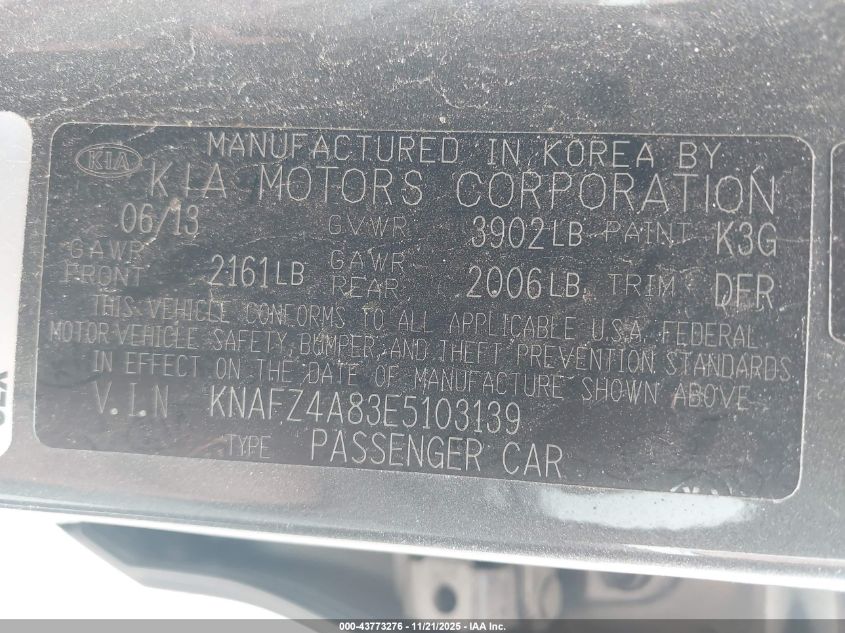 MANUFACTURED IN KOREA BY
KIA KIA MOTORS CORPORATION
06/13 GVWR 3902LB PAINT K3G
GAWR FRONT 2161LB GAWR REAR 2006LB TRIM DFR
THIS VEHICLE CONFORMS TO ALL APPLICABLE U.S.A. FEDERAL
MOTOR-VEHICLE SAFETY, BUMPER, AND THEFT PREVENTION STANDARDS
IN EFFECT ON THE DATE OF MANUFACTURE SHOWN ABOVE.
V.I.N KNAFZ4A83E5103139
TYPE PASSENGER CAR
000-43773276 - 11/21/2025 - IAA Inc.